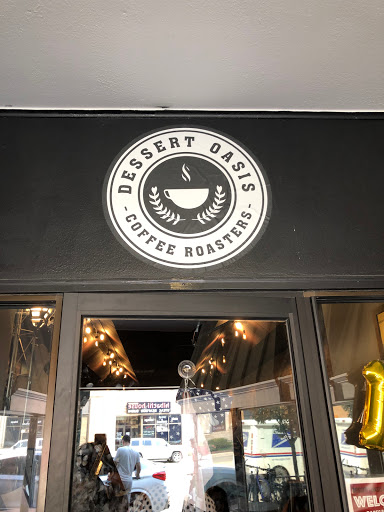 DESSERT OASIS
- COFFEE ROASTERS -
WELC